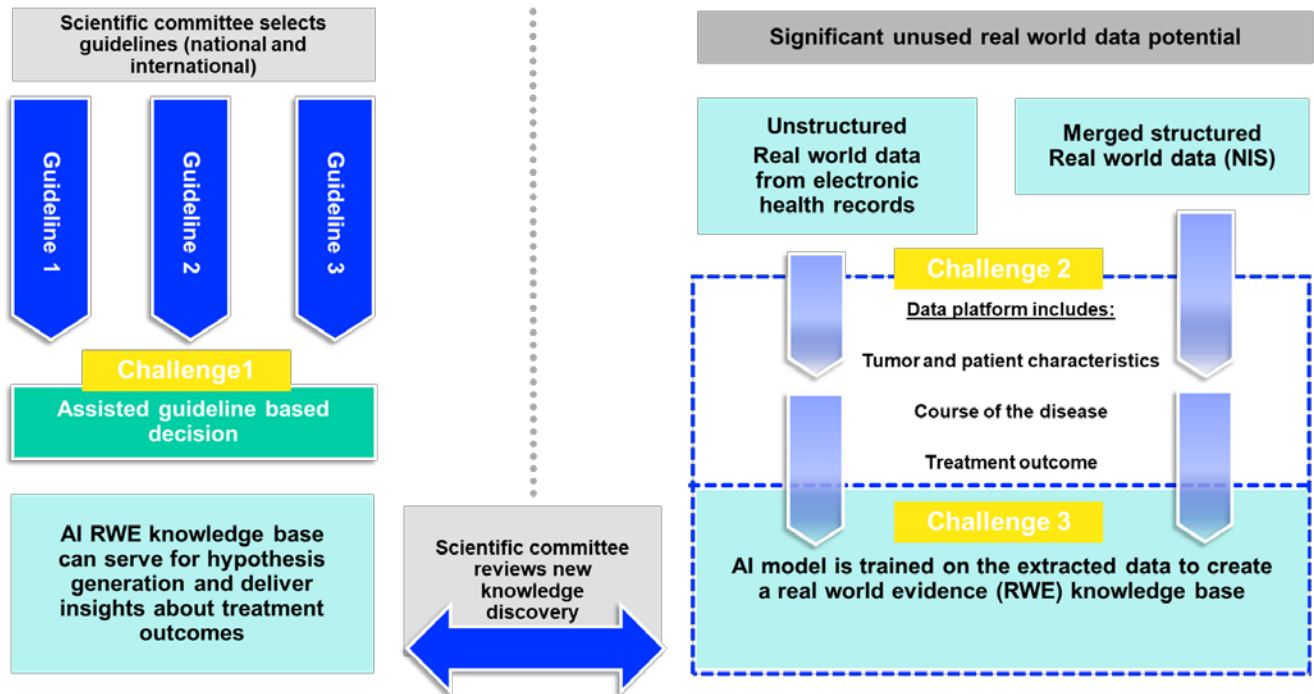 Scientific committee selects
guidelines (national and
international)
Guideline 1
Guideline 2
Guideline 3
Challenge1
Assisted guideline based
decision
AI RWE knowledge base
can serve for hypothesis
generation and deliver
insights about treatment
outcomes
Scientific committee
reviews new
knowledge
discovery
Significant unused real world data potential
Unstructured
Real world data
from electronic
health records
Merged structured
Real world data (NIS)
Challenge 2
Data platform includes:
Tumor and patient characteristics
Course of the disease
Treatment outcome
Challenge 3
AI model is trained on the extracted data to create
a real world evidence (RWE) knowledge base